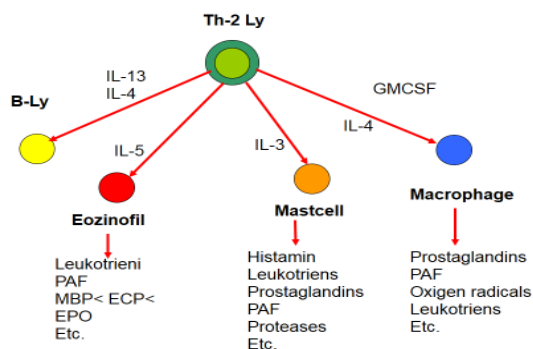 Th-2 Ly
IL-13
IL-4
B-Ly
GMCSF
IL-4
IL-5
IL-3
Eozinofil
Mastcell
Macrophage
Leukotrieni
PAF
MBP< ECP<
EPO
Etc.
Histamin
Leukotriens
Prostaglandins
PAF
Proteases
Etc.
Prostaglandins
PAF
Oxigen radicals
Leukotriens
Etc.